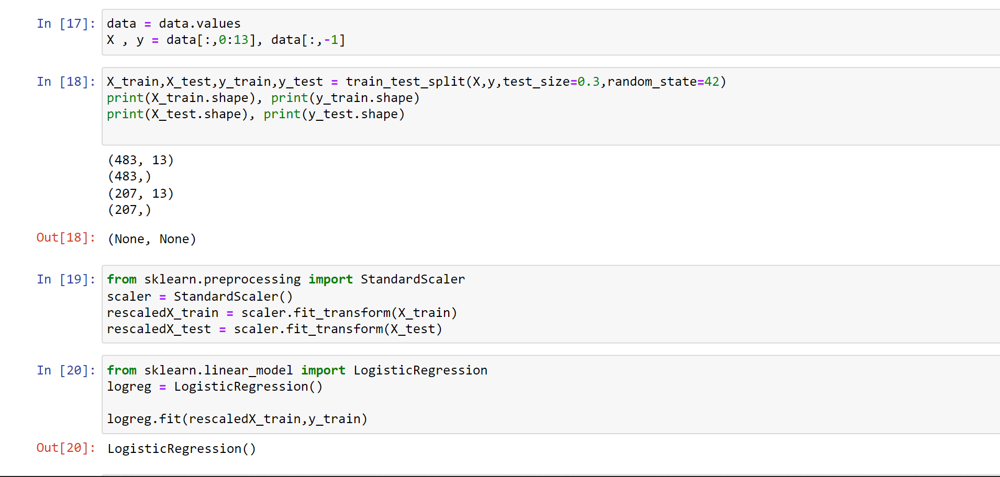 In [17]: data = data.values
X , y = data[:,0:13], data[:,-1]
In [18]: X_train,X_test,y_train,y_test = train_test_split(X,y,test_size=0.3,random_state=42)
print(X_train.shape), print(y_train.shape)
print(X_test.shape), print(y_test.shape)
(483, 13)
(483,)
(207, 13)
(207,)
Out[18]: (None, None)
In [19]: from sklearn.preprocessing import StandardScaler
scaler = StandardScaler()
rescaledX_train = scaler.fit_transform(X_train)
rescaledX_test = scaler.fit_transform(X_test)
In [20]: from sklearn.linear_model import LogisticRegression
logreg = LogisticRegression()
logreg.fit(rescaledX_train,y_train)
Out[20]: LogisticRegression()